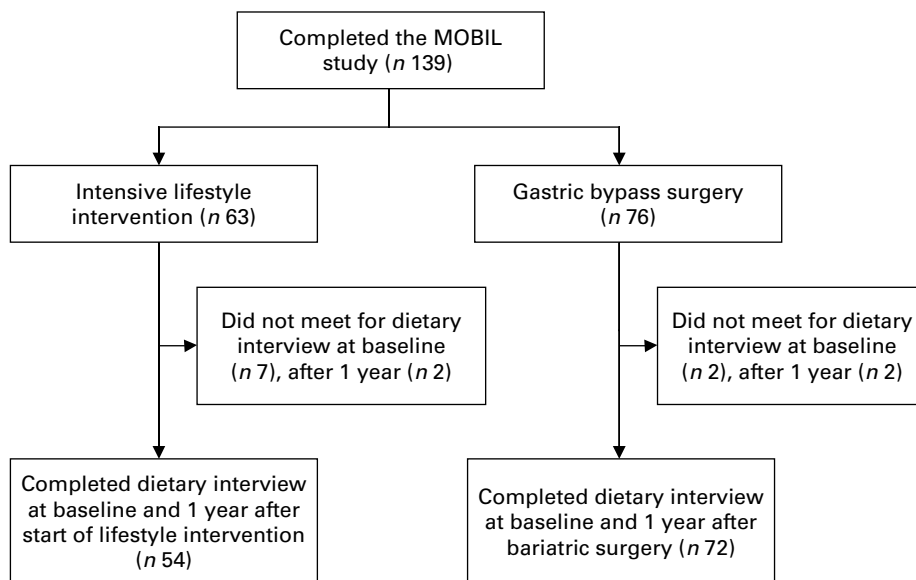 Completed the MOBIL
study (n 139)
Intensive lifestyle
intervention (n 63)
Gastric bypass surgery
(n 76)
Did not meet for dietary
interview at baseline
(n 7), after 1 year (n 2)
Did not meet for dietary
interview at baseline
(n 2), after 1 year (n 2)
Completed dietary interview
at baseline and 1 year after
start of lifestyle intervention
(n 54)
Completed dietary interview
at baseline and 1 year after
bariatric surgery (n 72)